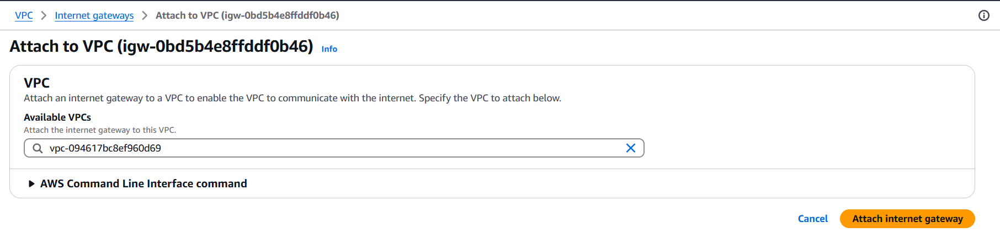 VPC > Internet gateways > Attach to VPC (igw-0bd5b4e8ffddf0b46)
Attach to VPC (igw-0bd5b4e8ffddf0b46) Info
VPC
Attach an internet gateway to a VPC to enable the VPC to communicate with the internet. Specify the VPC to attach below.
Available VPCs
Attach the internet gateway to this VPC.
vpc-094617bc8ef960d69
AWS Command Line Interface command
Cancel Attach internet gateway